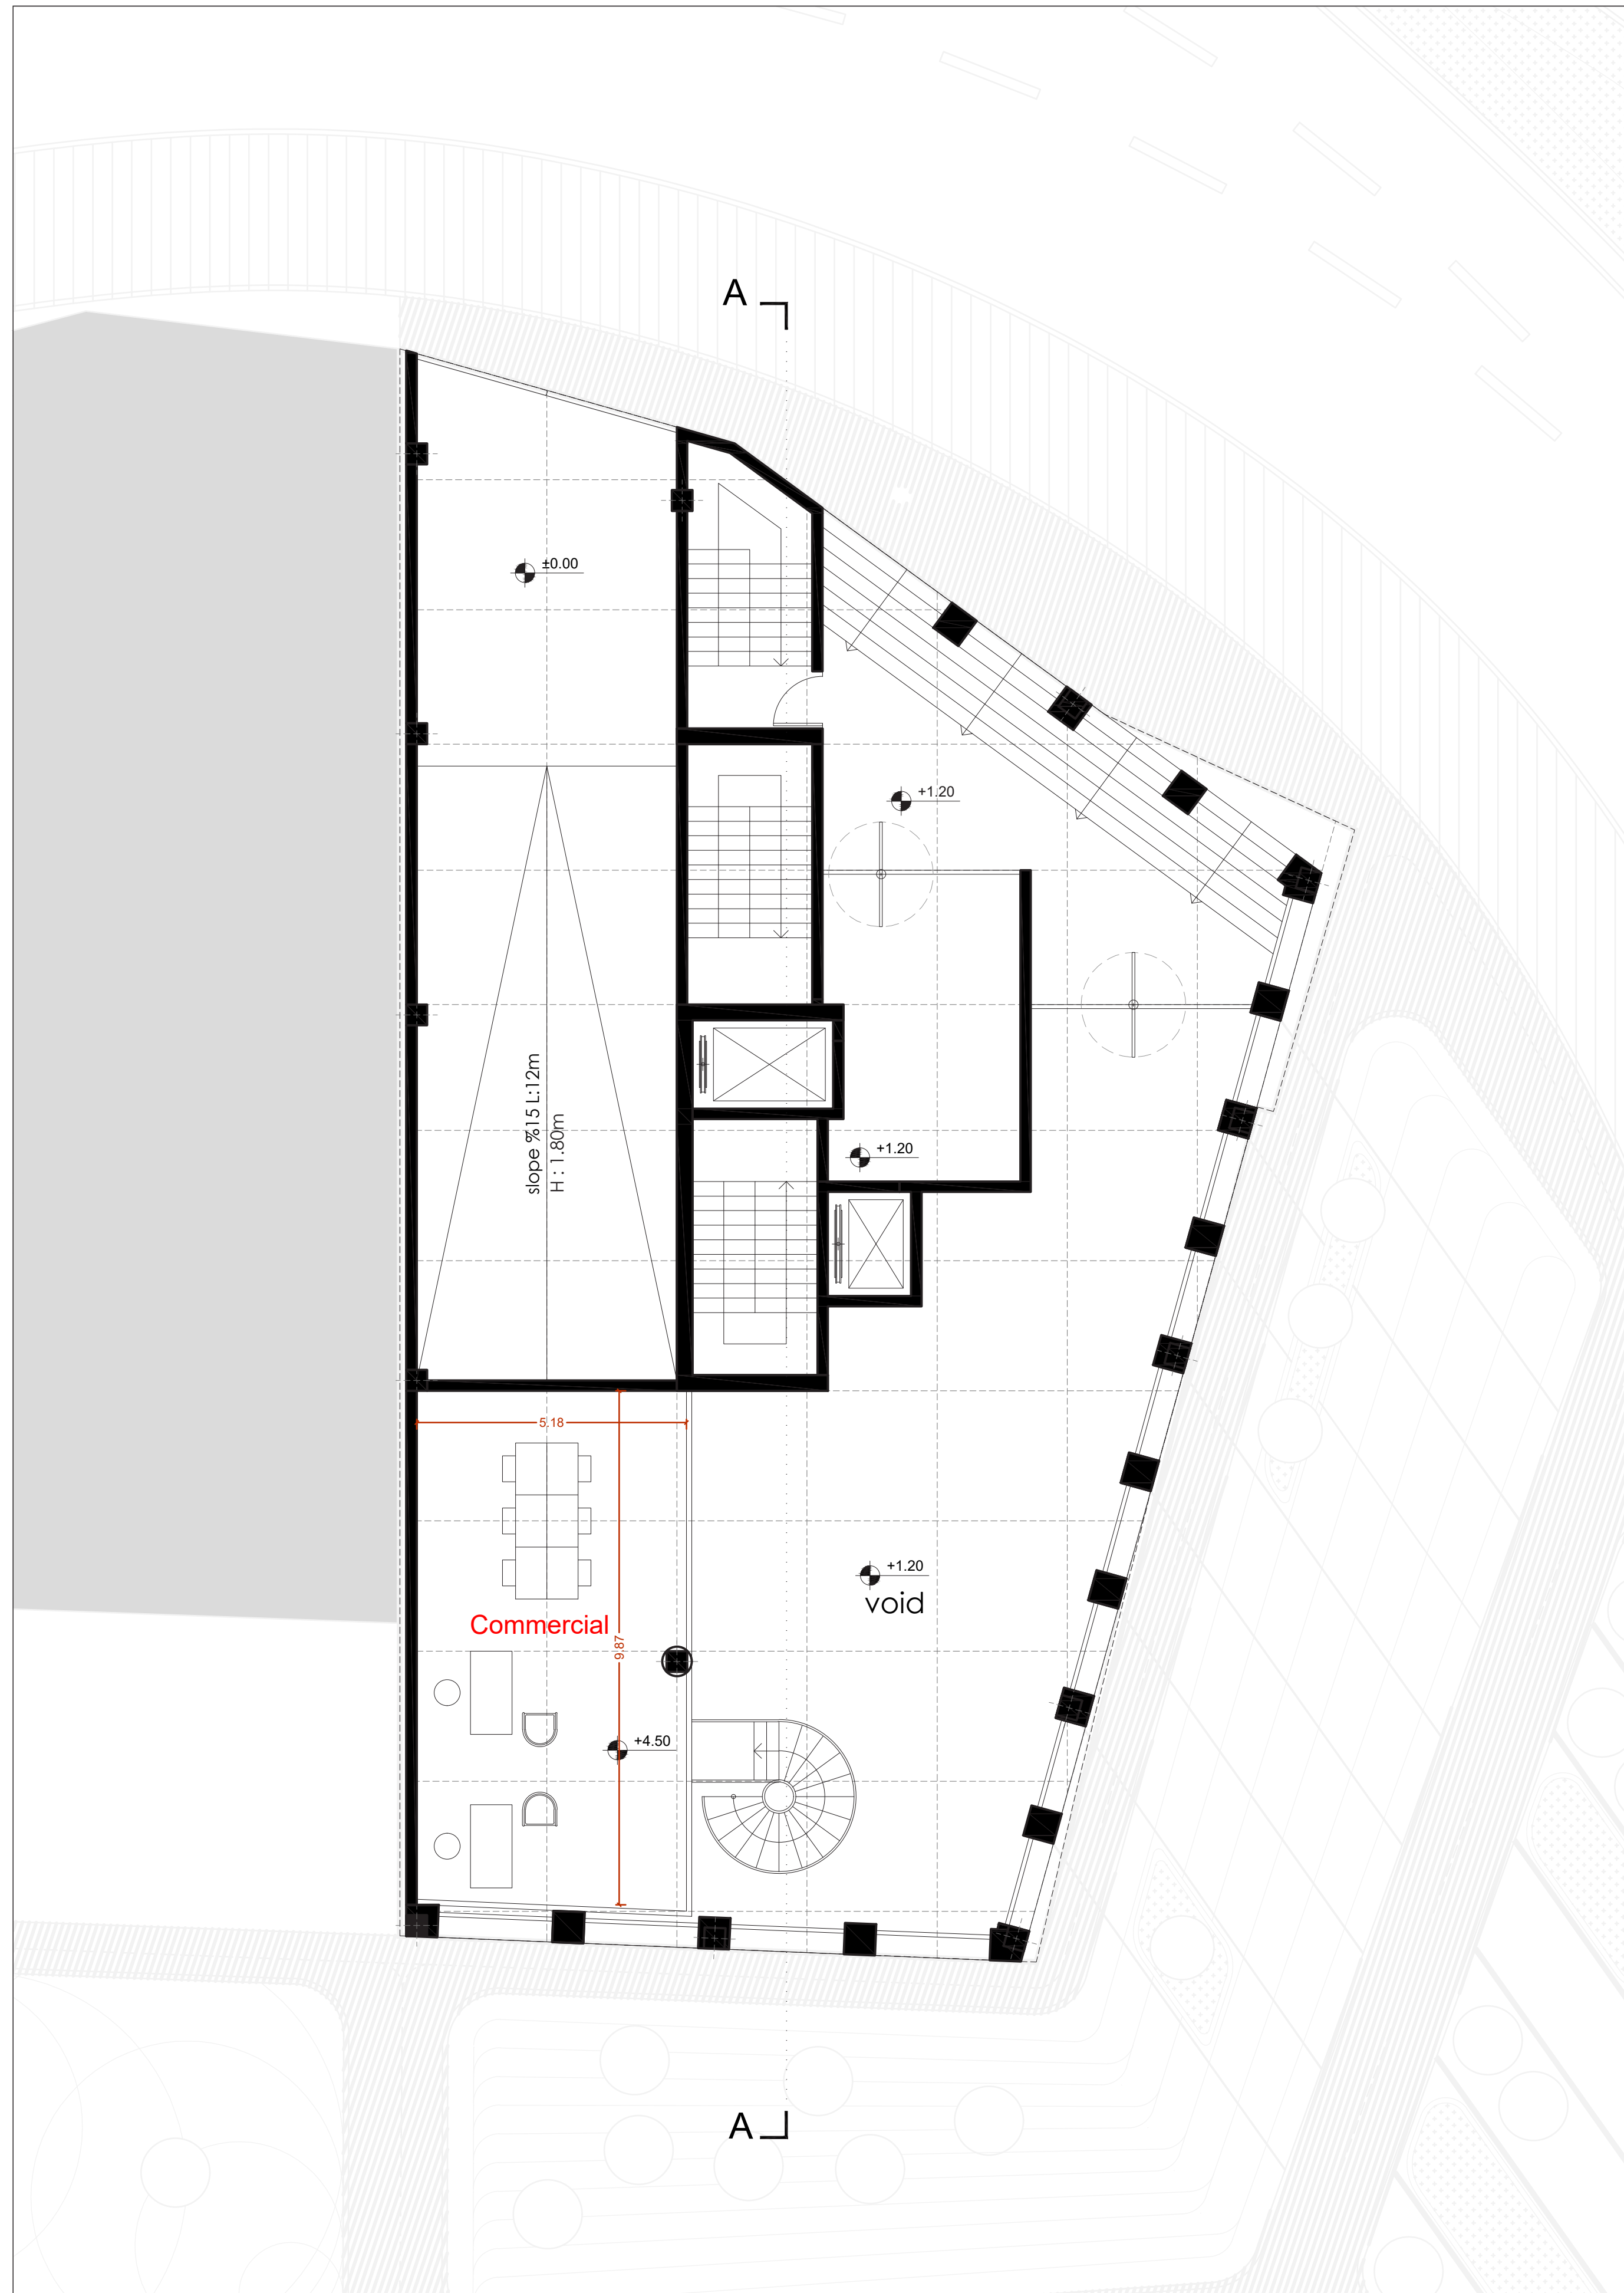 A
±0.00
+1.20
slope %15 L:12m
H : 1.80m
+1.20
5.18
+1.20
void
Commercial
9.87
+4.50
A